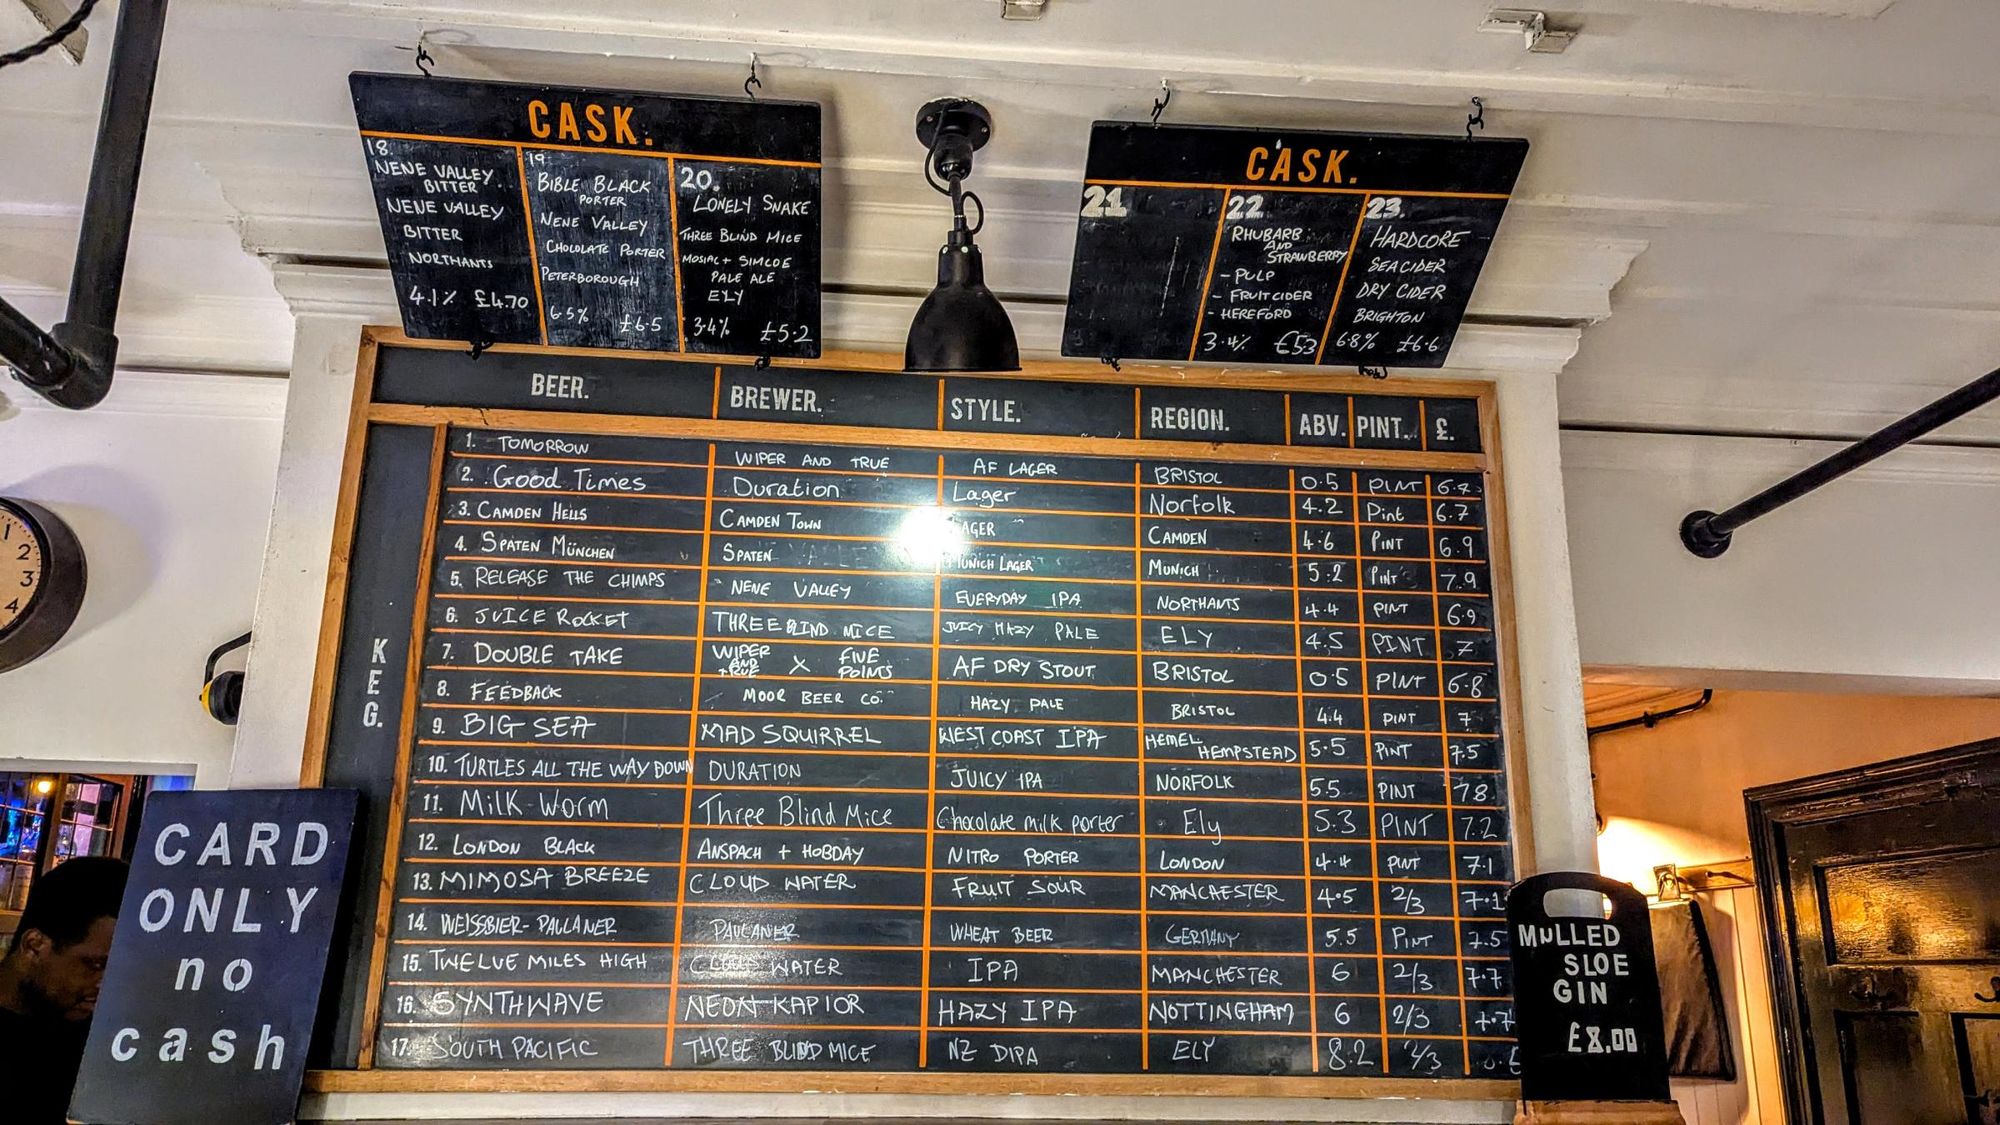 CASK.
18.
NENE VALLEY
BITTER
NENE VALLEY
BITTER
NORTHANTS
4.1% £4.70
19
BIBLE BLACK
PORTER
NENE VALLEY
CHOCOLATE PORTER
PETERBOROUGH
6.5% £6.5
20.
LONELY SNAKE
THREE BLIND MICE
MOSIAC + SIMCOE
PALE ALE
ELY
3.4% £5.2
CASK.
21
22
RHUBARB
AND
STRAWBERRY
- PULP
- FRUIT CIDER
- HEREFORD
3.4% £5.3
23.
HARDCORE
SEACIDER
DRY CIDER
BRIGHTON
6.8% £6.6
BEER. BREWER. STYLE. REGION. ABV. PINT. £.
KEG.
1. TOMORROW WIPER AND TRUE AF LAGER BRISTOL 0.5 PINT
2. Good Times Duration Lager Norfolk 4.2 Pint 6.7
3. CAMDEN HELLS CAMDEN TOWN LAGER CAMDEN 4.6 PINT 6.9
4. SPATEN MÜNCHEN SPATEN MUNICH LAGER MUNICH 5.2 PINT 7.9
5. RELEASE THE CHIMPS NENE VALLEY EVERYDAY IPA NORTHANTS 4.4 PINT 6.9
6. JUICE ROCKET THREE BLIND MICE JUICY HAZY PALE ELY 4.5 PINT 7
7. DOUBLE TAKE WIPER AND TRUE X FIVE POINTS AF DRY STOUT BRISTOL 0.5 PINT 6.8
8. FEEDBACK MOOR BEER CO. HAZY PALE BRISTOL 4.4 PINT 7
9. BIG SEA MAD SQUIRREL WEST COAST IPA HEMEL HEMPSTEAD 5.5 PINT 7.5
10. TURTLES ALL THE WAY DOWN DURATION JUICY IPA NORFOLK 5.5 PINT 7.8
11. MILK WORM Three Blind Mice Chocolate milk porter Ely 5.3 PINT 7.2
12. LONDON BLACK ANSPACH + HOBDAY NITRO PORTER LONDON 4.4 PINT 7.1
13. MIMOSA BREEZE CLOUD WATER FRUIT SOUR MANCHESTER 4.5 2/3 7.1
14. WEISSBIER - PAULANER PAULANER WHEAT BEER GERMANY 5.5 PINT 7.5
15. TWELVE MILES HIGH CLOUD WATER IPA MANCHESTER 6 2/3 7.7
16. SYNTHWAVE NEON KAPIOR HAZY IPA NOTTINGHAM 6 2/3 7.7
17. SOUTH PACIFIC THREE BLIND MICE NZ DIPA ELY 8.2 2/3
CARD
ONLY
no
cash
MULLED
SLOE
GIN
£8.00
1
2
3
4